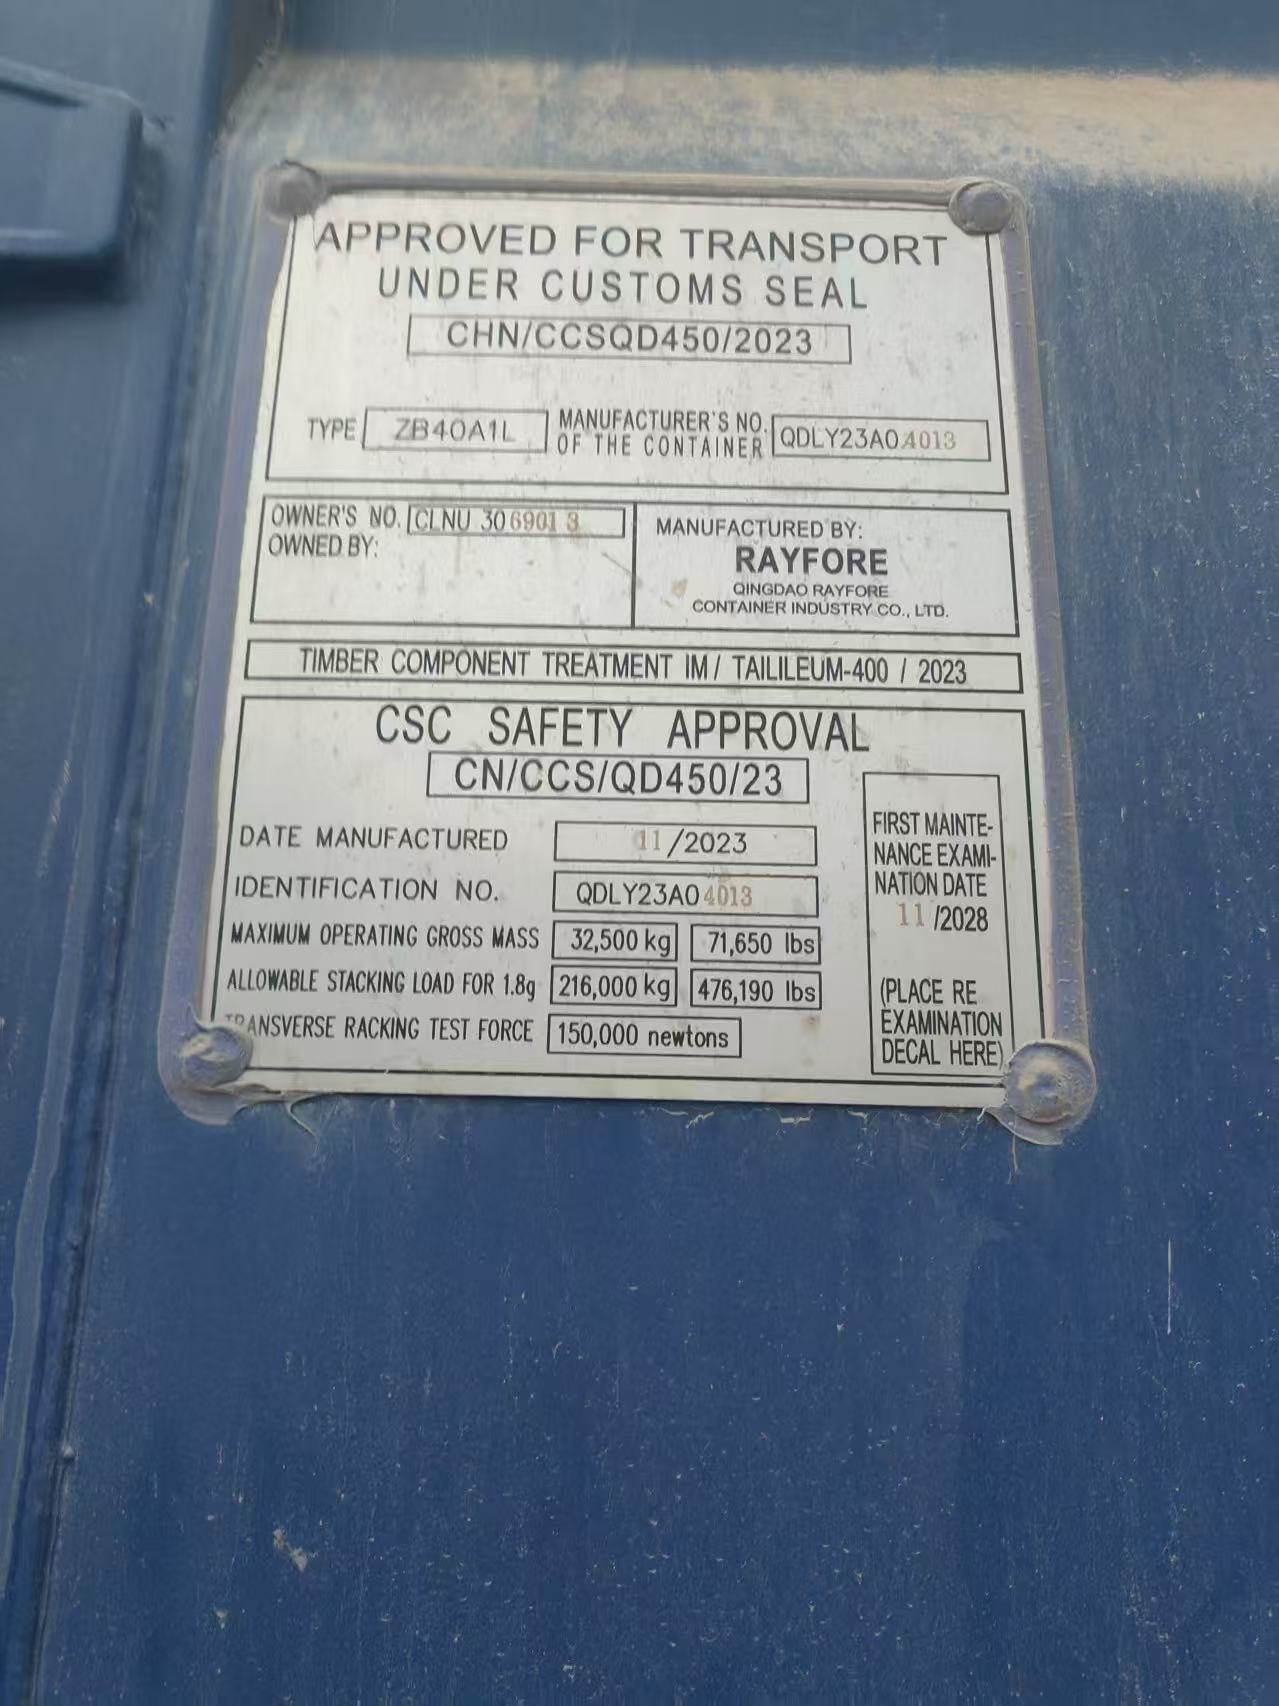 APPROVED FOR TRANSPORT
UNDER CUSTOMS SEAL
CHN/CCSQD450/2023
TYPE ZB40A1L MANUFACTURER'S NO. OF THE CONTAINER QDLY23A04013
OWNER'S NO. CLNU 306901 3
OWNED BY:
MANUFACTURED BY:
RAYFORE
QINGDAO RAYFORE
CONTAINER INDUSTRY CO., LTD.
TIMBER COMPONENT TREATMENT IM / TAILILEUM-400 / 2023
CSC SAFETY APPROVAL
CN/CCS/QD450/23
DATE MANUFACTURED 11/2023
IDENTIFICATION NO. QDLY23A04013
MAXIMUM OPERATING GROSS MASS 32,500 kg 71,650 lbs
ALLOWABLE STACKING LOAD FOR 1.8g 216,000 kg 476,190 lbs
TRANSVERSE RACKING TEST FORCE 150,000 newtons
FIRST MAINTE-
NANCE EXAMI-
NATION DATE
11 /2028
(PLACE RE
EXAMINATION
DECAL HERE)